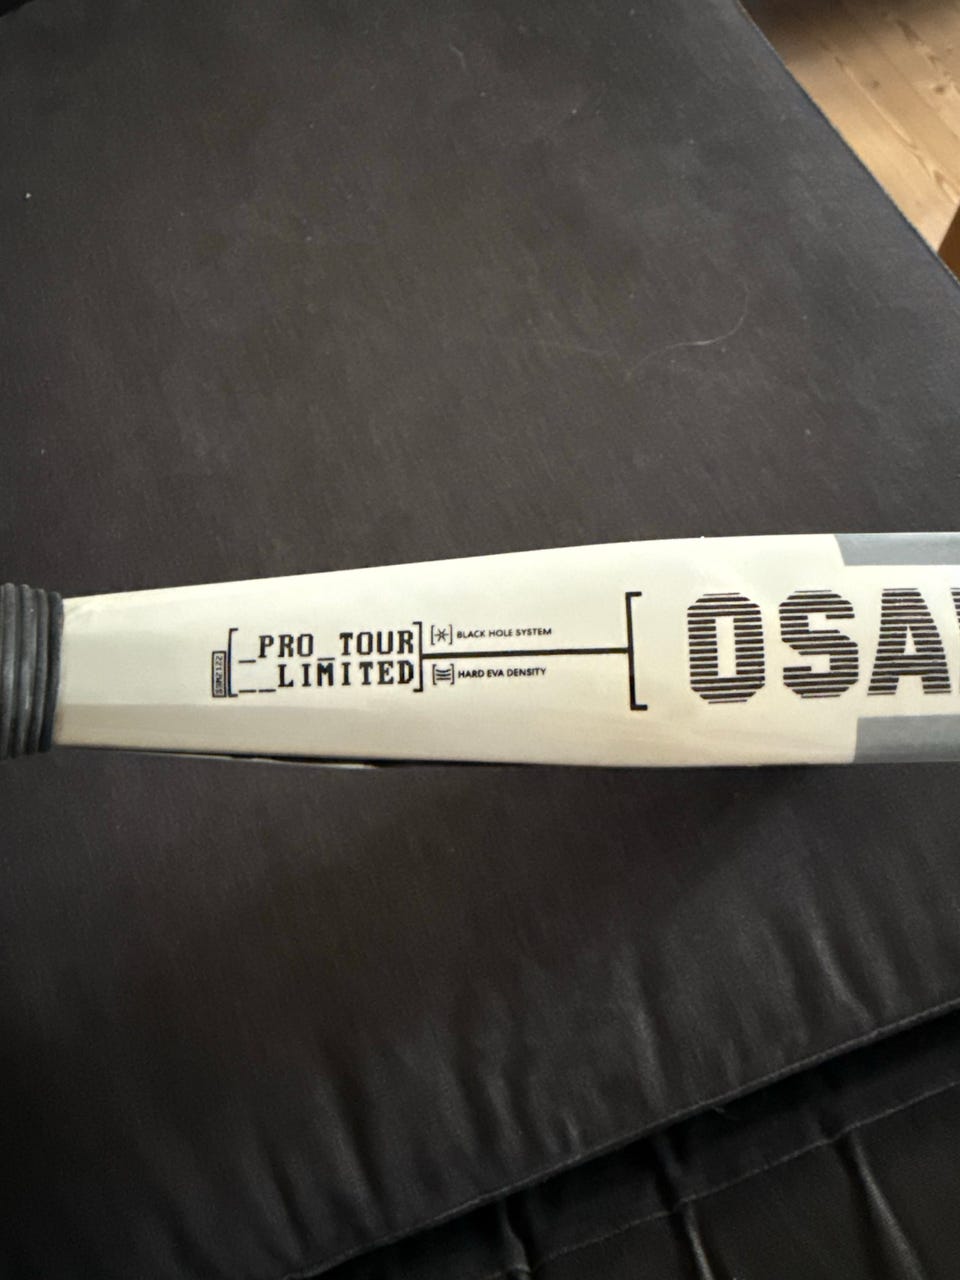 [_PRO_TOUR
__LIMITED]
[*] BLACK HOLE SYSTEM
HARD EVA DENSITY
[OSA